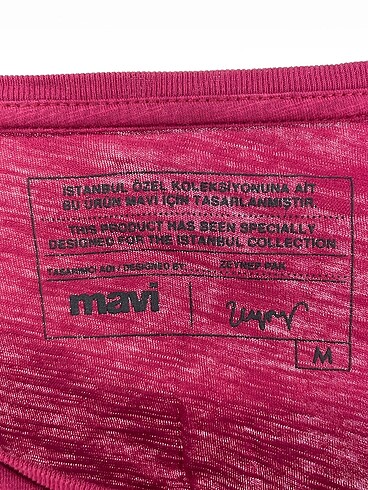 İSTANBUL ÖZEL KOLEKSİYONUNA AİT
BU ÜRÜN MAVİ İÇİN TASARLANMIŞTIR.
THIS PRODUCT HAS BEEN SPECIALLY
DESIGNED FOR THE ISTANBUL COLLECTION
TASARIMCI ADI / DESIGNED BY: ZEYNEP PAK
mavi
M